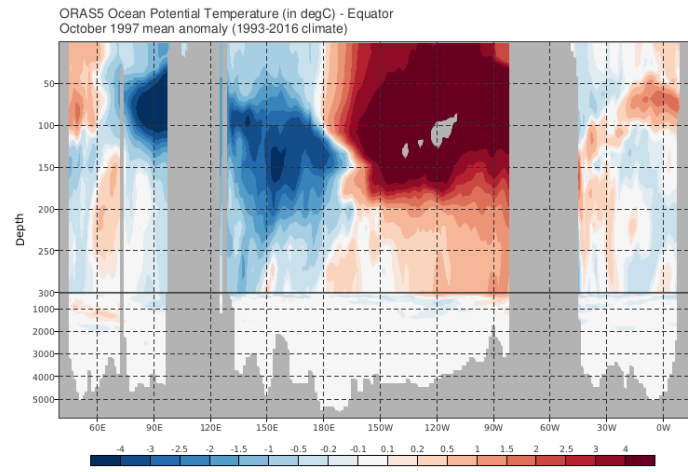 ORAS5 Ocean Potential Temperature (in degC) - Equator
October 1997 mean anomaly (1993-2016 climate)
Depth
50
100
150
200
250
300
1000
2000
3000
4000
5000
60E 90E 120E 150E 180E 150W 120W 90W 60W 30W 0W
-4 -3 -2.5 -2 -1.5 -1 -0.5 -0.2 -0.1 0.1 0.2 0.5 1 1.5 2 2.5 3 4